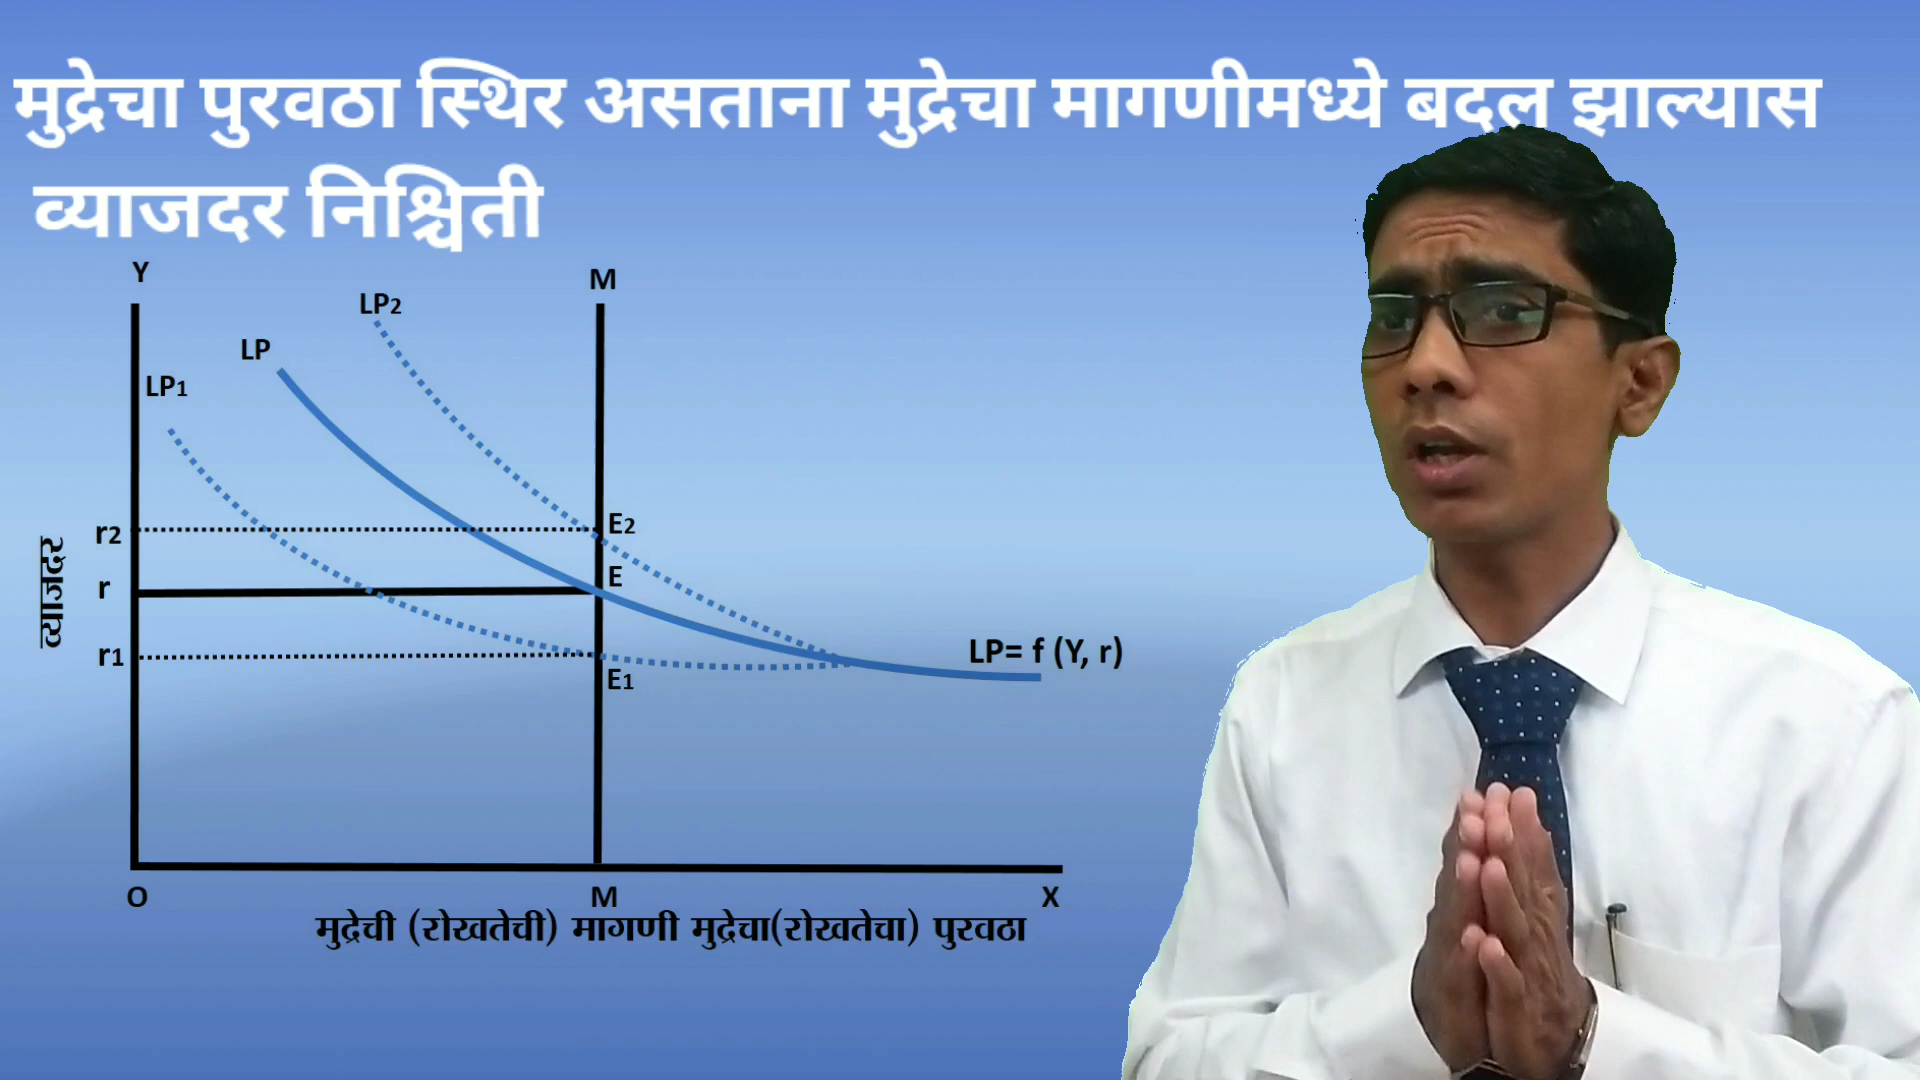 मुद्रेचा पुरवठा स्थिर असताना मुद्रेचा मागणीमध्ये बदल झाल्यास
व्याजदर निश्चिती
Y
M
LP2
LP
LP1
r2
E2
व्याजदर
r
E
r1
E1
LP= f (Y, r)
O
M
X
मुद्रेची (रोखतेची) मागणी मुद्रेचा(रोखतेचा) पुरवठा